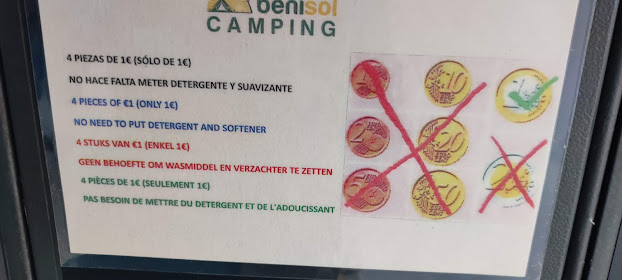 benisol
CAMPING
4 PIEZAS DE 1€ (SÓLO DE 1€)
NO HACE FALTA METER DETERGENTE Y SUAVIZANTE
4 PIECES OF €1 (ONLY 1€)
NO NEED TO PUT DETERGENT AND SOFTENER
4 STUKS VAN €1 (ENKEL 1€)
GEEN BEHOEFTE OM WASMIDDEL EN VERZACHTER TE ZETTEN
4 PIÈCES DE 1€ (SEULEMENT 1€)
PAS BESOIN DE METTRE DU DETERGENT ET DE L'ADOUCISSANT
10
20
50